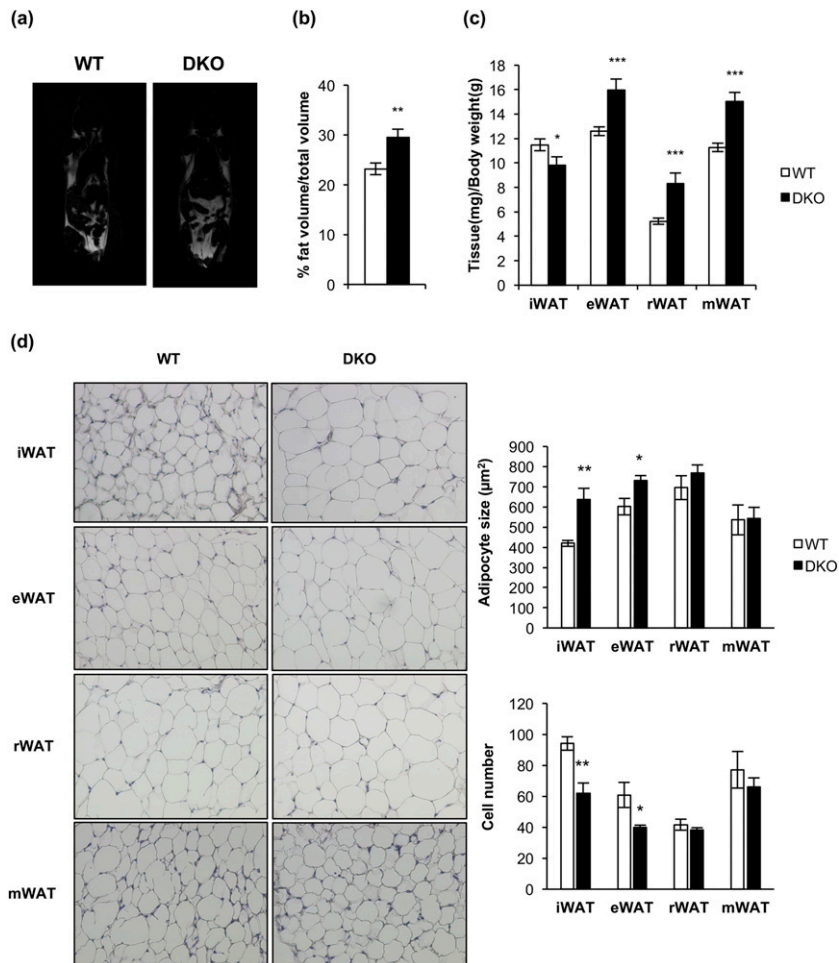 (a)
WT DKO
(b)
% fat volume/total volume
40
30
20
10
0
**
(c)
Tissue(mg)/Body weight(g)
18
16
14
12
10
8
6
4
2
0
* *** *** ***
iWAT eWAT rWAT mWAT
WT
DKO
(d)
WT DKO
iWAT
eWAT
rWAT
mWAT
Adipocyte size (µm²)
900
800
700
600
500
400
300
200
100
0
** *
iWAT eWAT rWAT mWAT
WT
DKO
Cell number
120
100
80
60
40
20
0
** *
iWAT eWAT rWAT mWAT